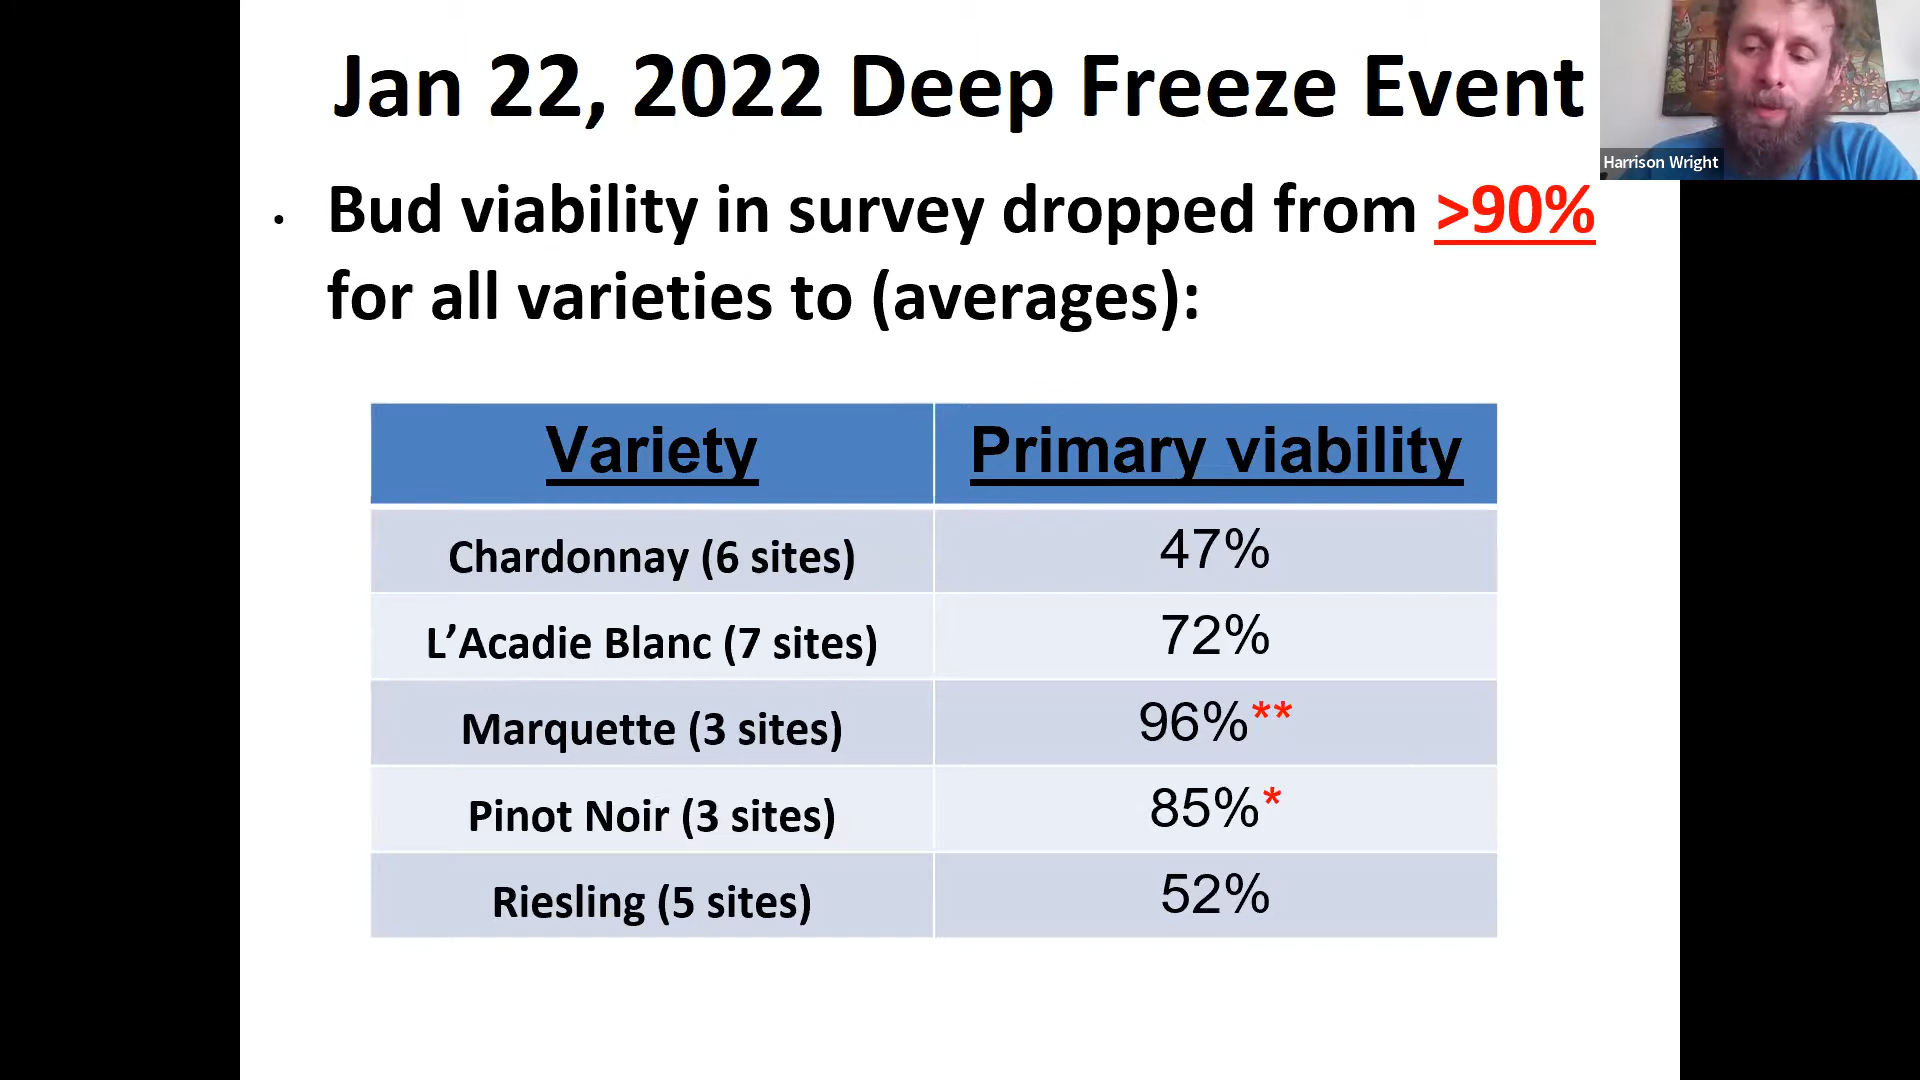 Jan 22, 2022 Deep Freeze Event
Harrison Wright
• Bud viability in survey dropped from >90%
for all varieties to (averages):
Variety Primary viability
Chardonnay (6 sites) 47%
L’Acadie Blanc (7 sites) 72%
Marquette (3 sites) 96%**
Pinot Noir (3 sites) 85%*
Riesling (5 sites) 52%